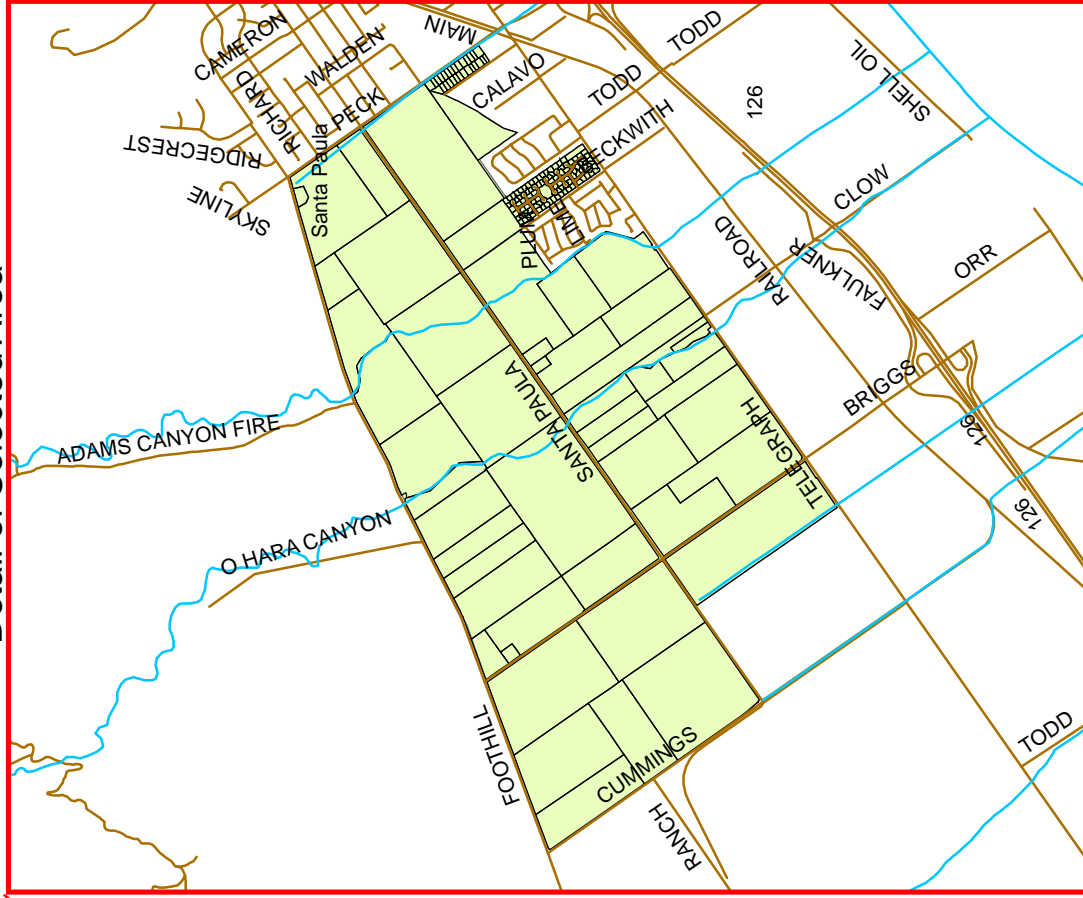 CAMERON
MAIN
TODD
WALDEN
SHELL OIL
RICHARD
PECK
CALAVO
TODD
126
RIDGECREST
Santa Paula
BECKWITH
SKYLINE
CLOW
PLUM
LIME
RAILROAD
FAULKNER
ORR
SANTA PAULA
BRIGGS
ADAMS CANYON FIRE
TELEGRAPH
126
O HARA CANYON
126
FOOTHILL
CUMMINGS
TODD
RANCH